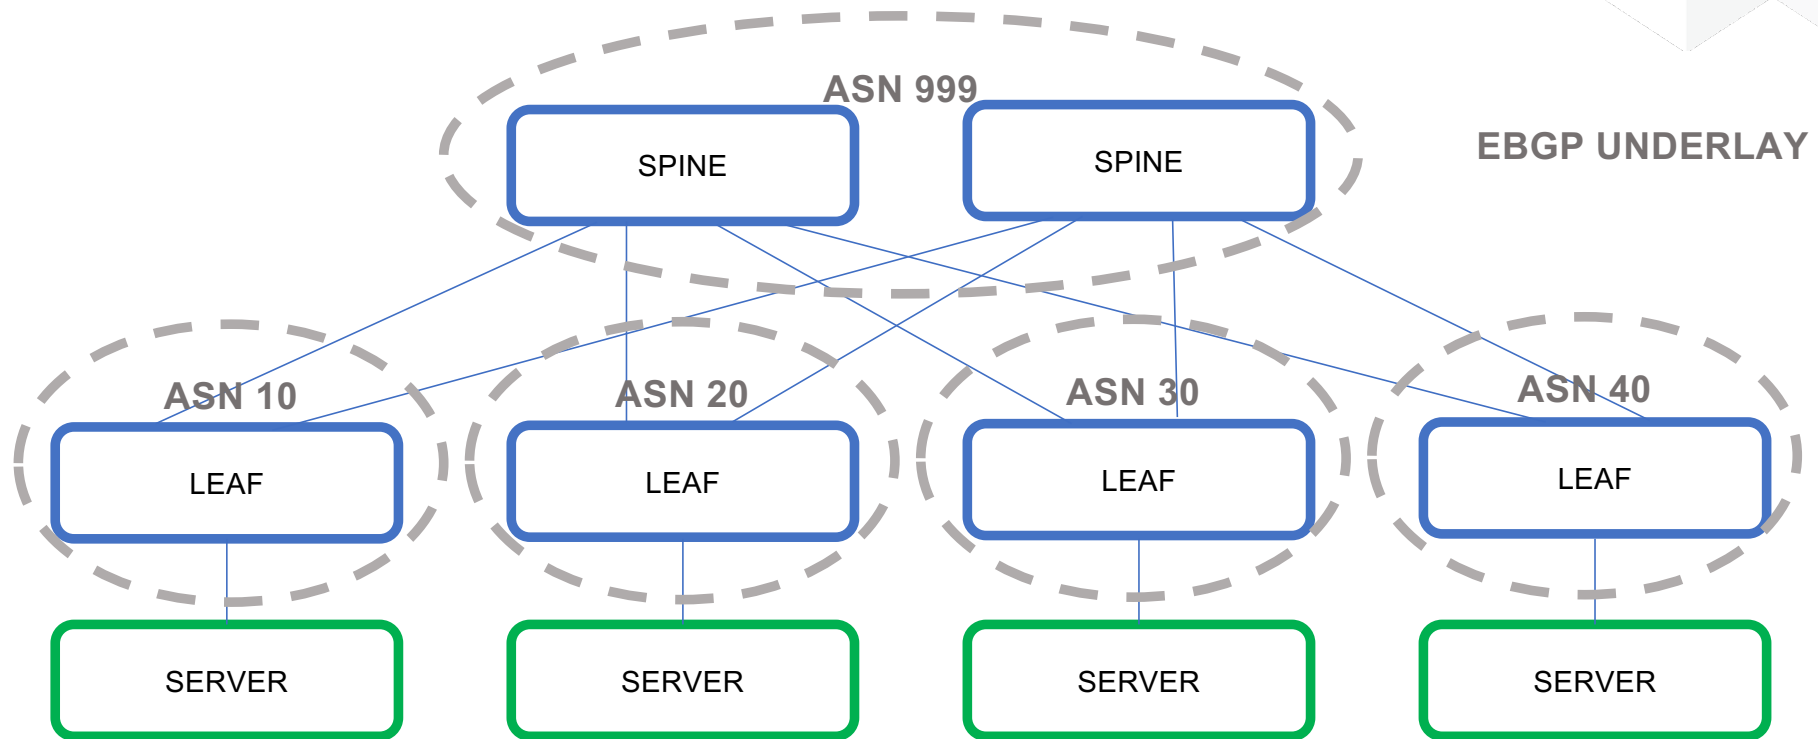 ASN 999
SPINE
SPINE
EBGP UNDERLAY
ASN 10
ASN 20
ASN 30
ASN 40
LEAF
LEAF
LEAF
LEAF
SERVER
SERVER
SERVER
SERVER